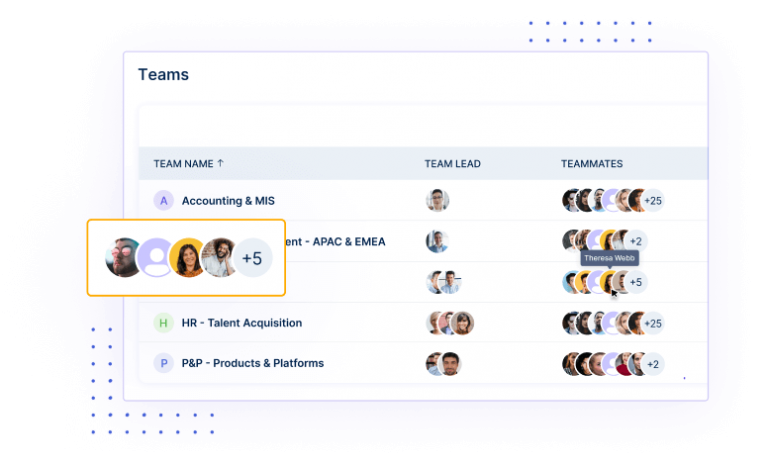 Teams
TEAM NAME ↑ TEAM LEAD TEAMMATES
A Accounting & MIS +25
ent - APAC & EMEA +2
Theresa Webb
+5
+5
H HR - Talent Acquisition +25
P P&P - Products & Platforms +2